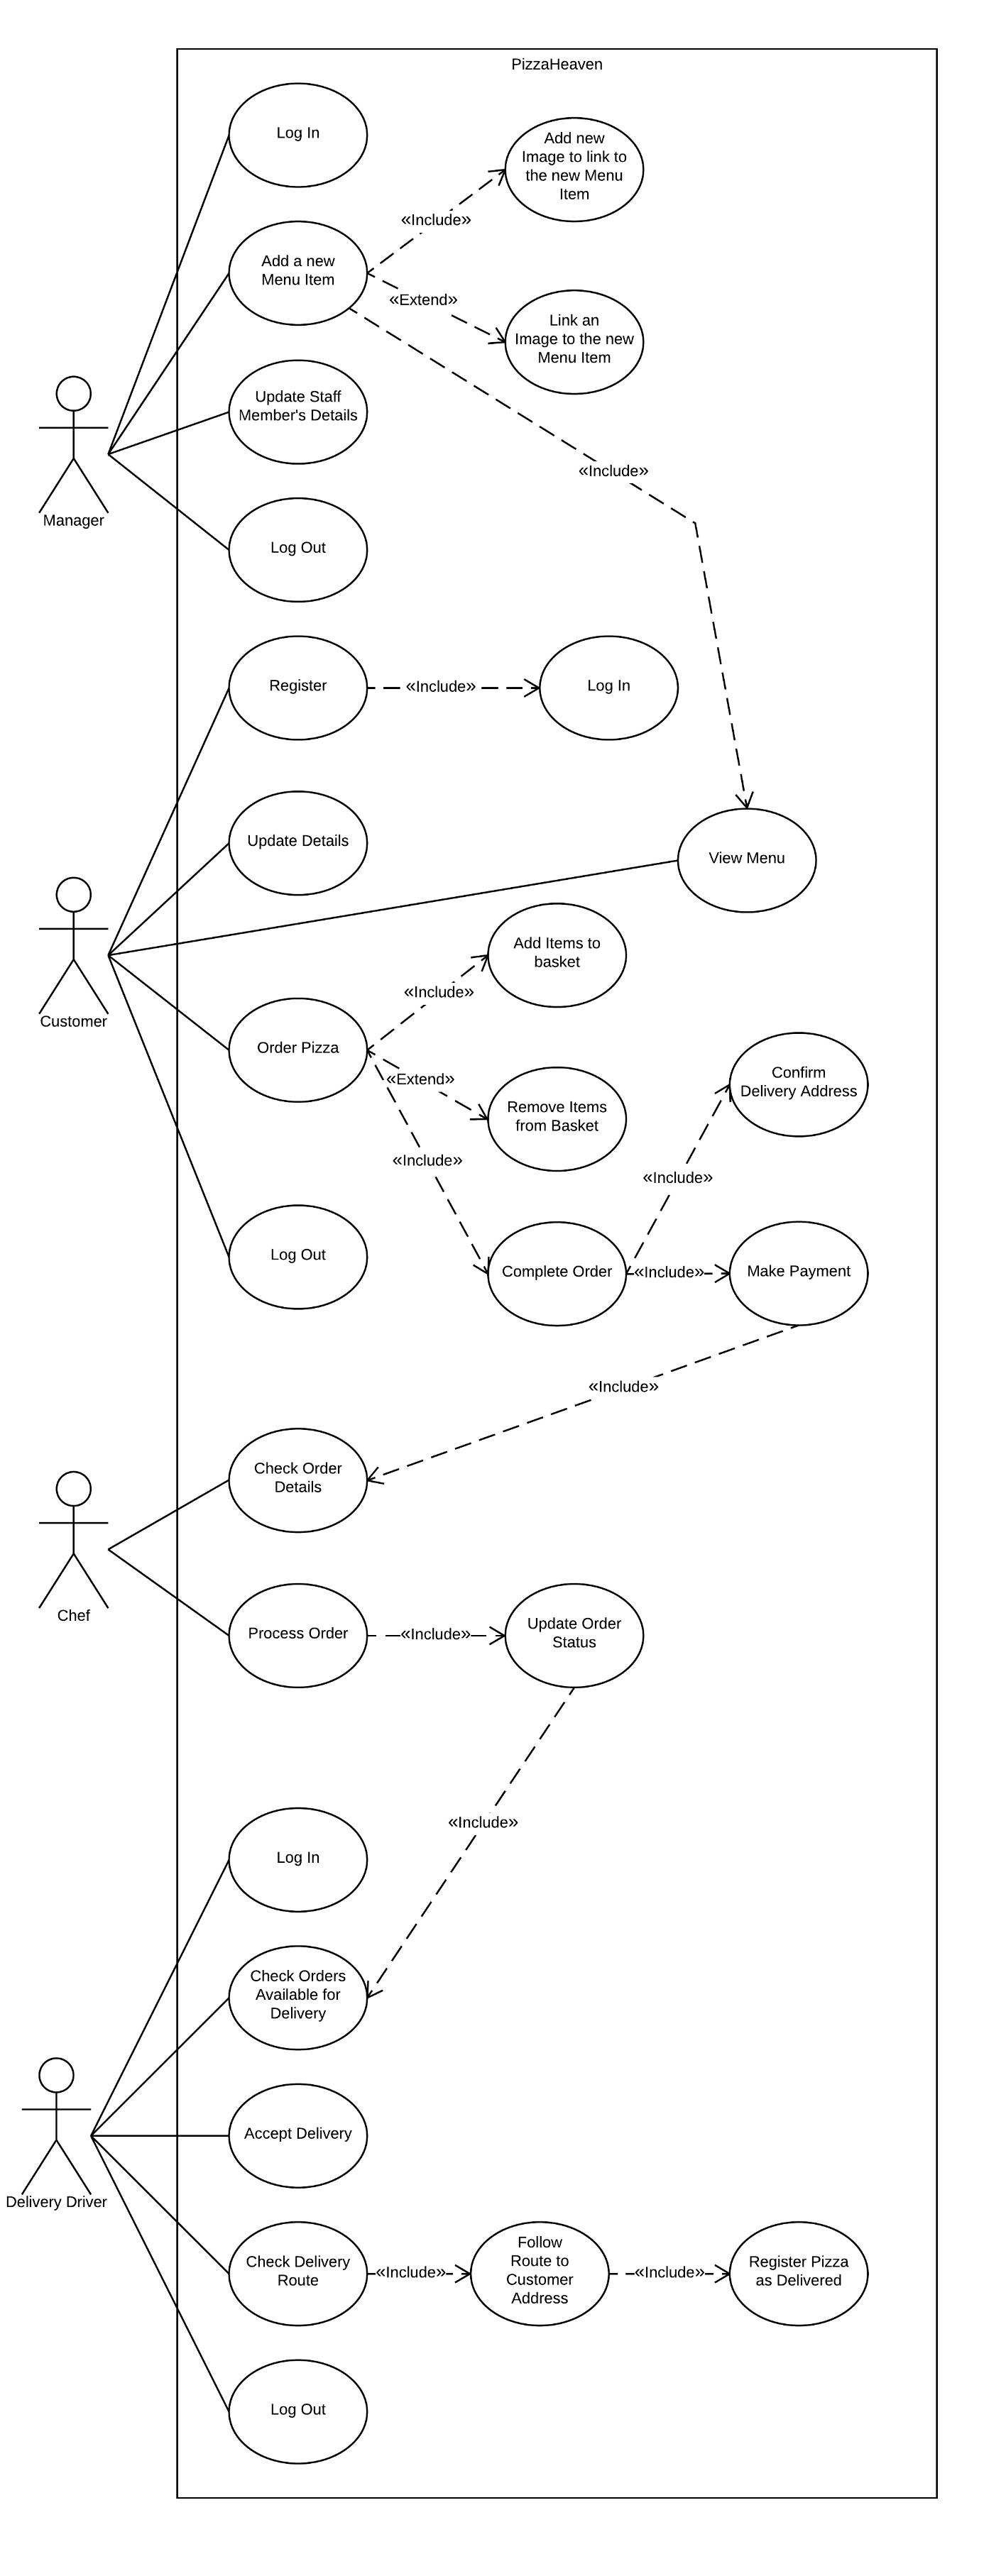 PizzaHeaven
Log In
Add new
Image to link to
the new Menu
Item
«Include»
Add a new
Menu Item
«Extend»
Link an
Image to the new
Menu Item
Update Staff
Member's Details
«Include»
Manager
Log Out
Register
«Include»
Log In
Update Details
View Menu
Customer
Add Items to
basket
«Include»
Order Pizza
«Extend»
Remove Items
from Basket
Confirm
Delivery Address
«Include»
«Include»
Log Out
Complete Order
«Include»
Make Payment
«Include»
Check Order
Details
Chef
Process Order
«Include»
Update Order
Status
«Include»
Log In
Check Orders
Available for
Delivery
Accept Delivery
Delivery Driver
Check Delivery
Route
«Include»
Follow
Route to
Customer
Address
«Include»
Register Pizza
as Delivered
Log Out